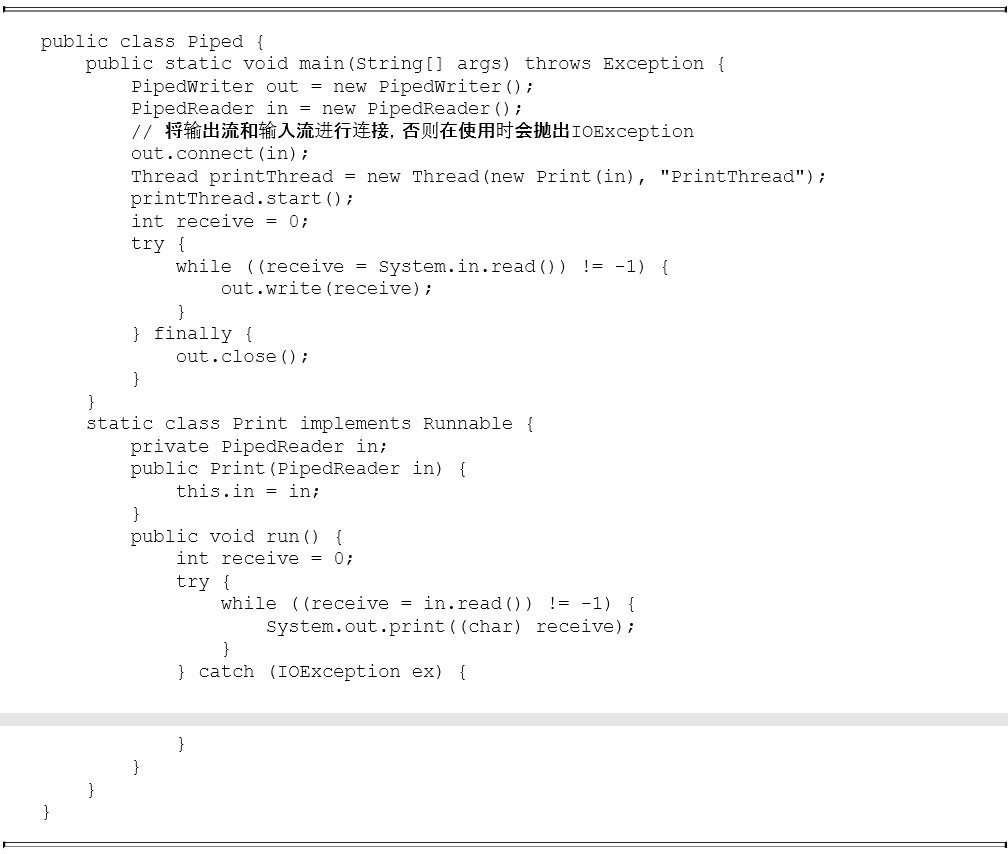 public class Piped {
    public static void main(String[] args) throws Exception {
        PipedWriter out = new PipedWriter();
        PipedReader in = new PipedReader();
        // 将输出流和输入流进行连接，否则在使用时会抛出IOException
        out.connect(in);
        Thread printThread = new Thread(new Print(in), "PrintThread");
        printThread.start();
        int receive = 0;
        try {
            while ((receive = System.in.read()) != -1) {
                out.write(receive);
            }
        } finally {
            out.close();
        }
    }
    static class Print implements Runnable {
        private PipedReader in;
        public Print(PipedReader in) {
            this.in = in;
        }
        public void run() {
            int receive = 0;
            try {
                while ((receive = in.read()) != -1) {
                    System.out.print((char) receive);
                }
            } catch (IOException ex) {
            }
        }
    }
}